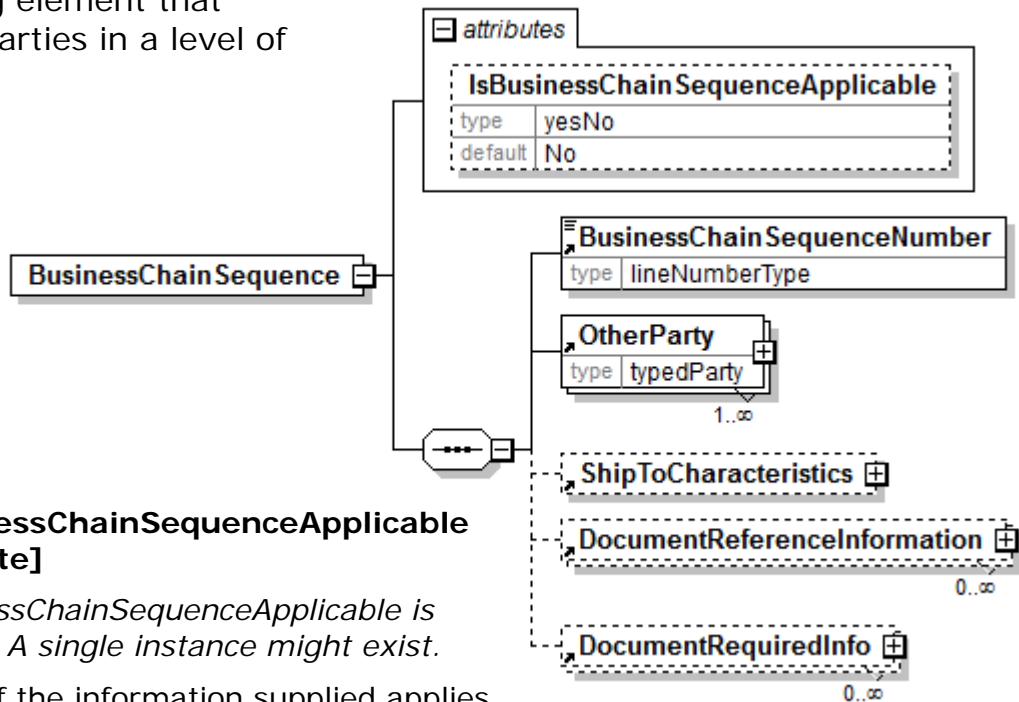 element that
arties in a level of
attributes
IsBusinessChainSequenceApplicable
type yesNo
default No
BusinessChainSequence
BusinessChainSequenceNumber
type lineNumberType
OtherParty
type typedParty
1..∞
ShipToCharacteristics
DocumentReferenceInformation
0..∞
DocumentRequiredInfo
0..∞
essChainSequenceApplicable
te]
ssChainSequenceApplicable is
A single instance might exist.
f the information supplied applies